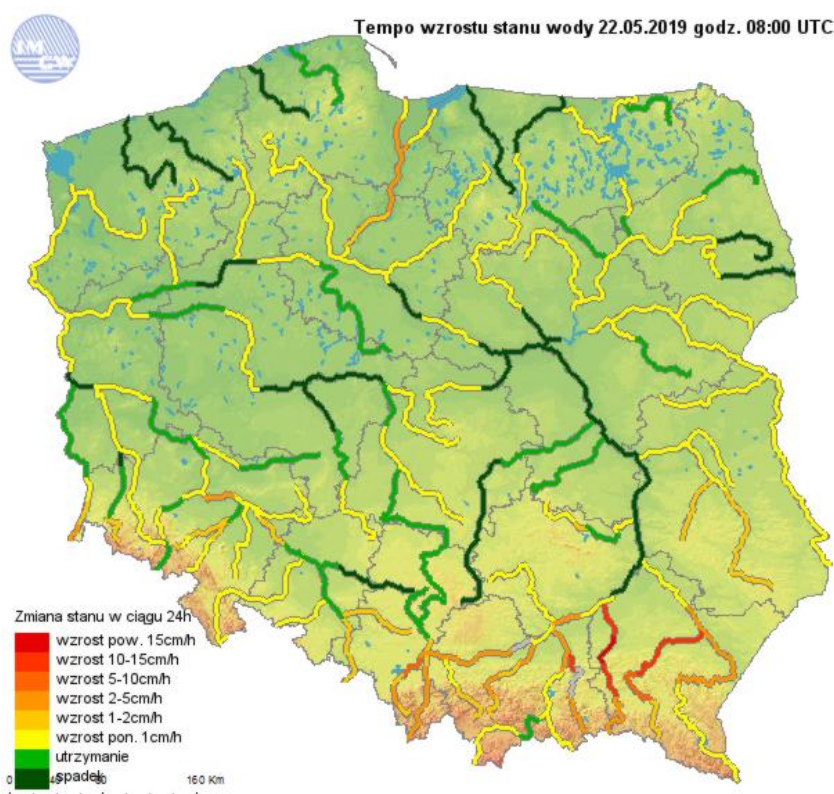 Tempo wzrostu stanu wody 22.05.2019 godz. 08:00 UTC
IM
GW
Zmiana stanu w ciągu 24h
wzrost pow. 15cm/h
wzrost 10-15cm/h
wzrost 5-10cm/h
wzrost 2-5cm/h
wzrost 1-2cm/h
wzrost pon. 1cm/h
utrzymanie
spadek
0 160 Km